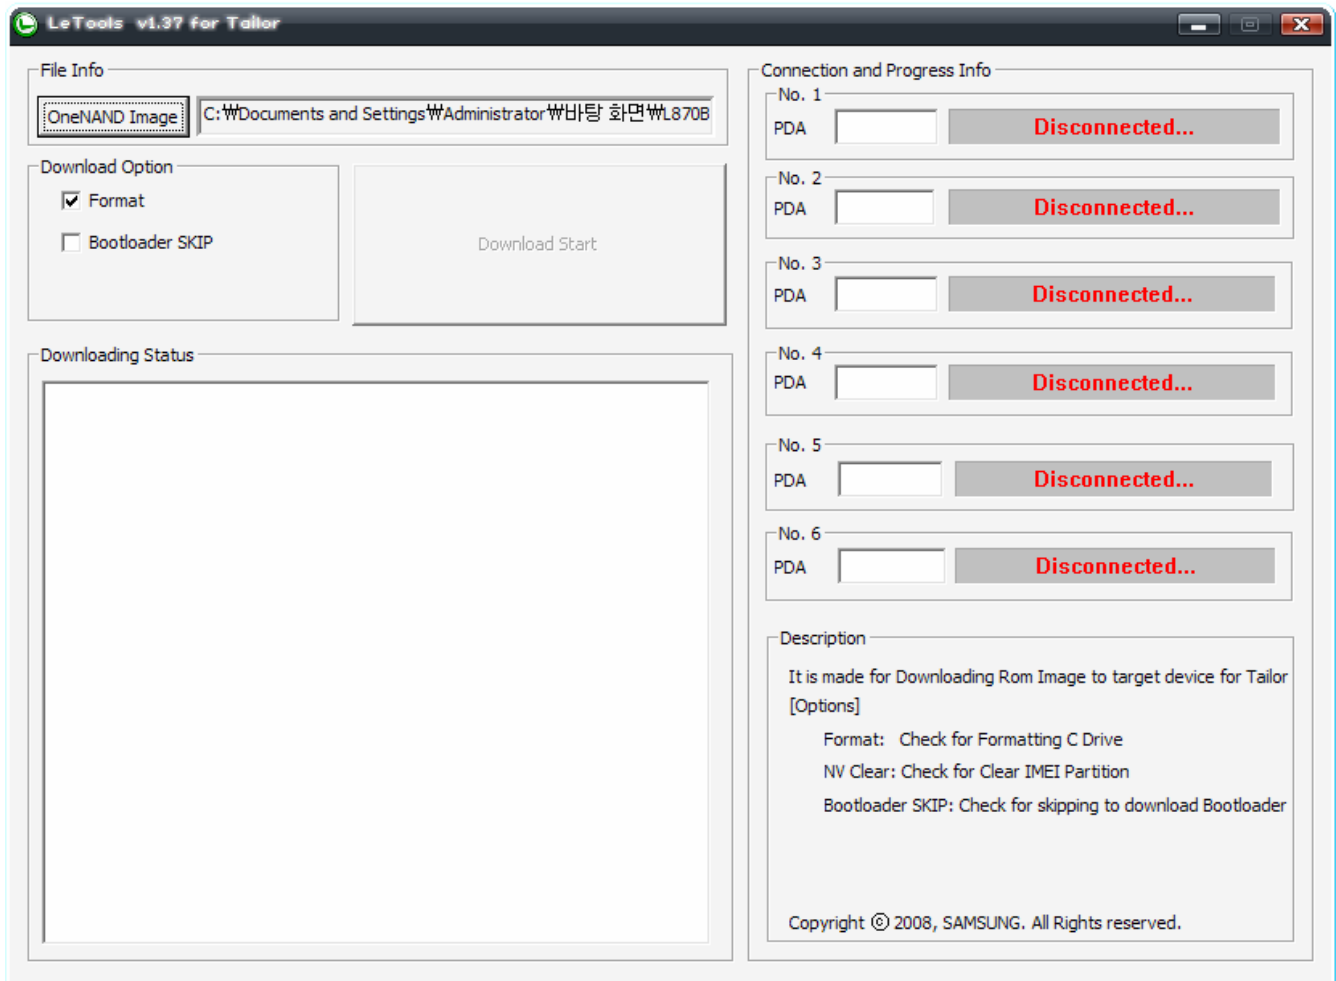 LeTools v1.37 for Tailor
File Info
OneNAND Image
C:₩Documents and Settings₩Administrator₩바탕 화면₩L870B
Download Option
Format
Bootloader SKIP
Download Start
Downloading Status
Connection and Progress Info
No. 1
PDA
Disconnected...
No. 2
PDA
Disconnected...
No. 3
PDA
Disconnected...
No. 4
PDA
Disconnected...
No. 5
PDA
Disconnected...
No. 6
PDA
Disconnected...
Description
It is made for Downloading Rom Image to target device for Tailor
[Options]
Format: Check for Formatting C Drive
NV Clear: Check for Clear IMEI Partition
Bootloader SKIP: Check for skipping to download Bootloader
Copyright ⓒ 2008, SAMSUNG. All Rights reserved.